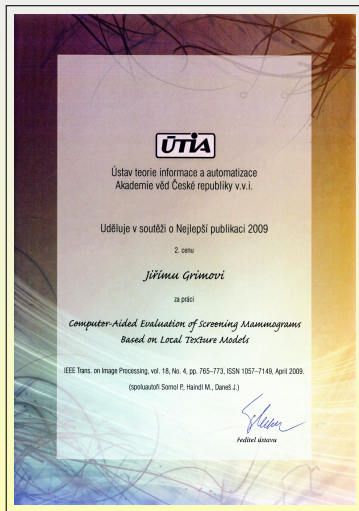 ÚTIA
Ústav teorie informace a automatizace
Akademie věd České republiky v.v.i.
Uděluje v soutěži o Nejlepší publikaci 2009
2. cenu
Jiřímu Grimovi
za práci
Computer-Aided Evaluation of Screening Mammograms
Based on Local Texture Models
IEEE Trans. on Image Processing, vol. 18, No. 4, pp. 765–773, ISSN 1057–7149, April 2009.
(spoluautoři Somol P., Haindl M., Daneš J.)
ředitel ústavu